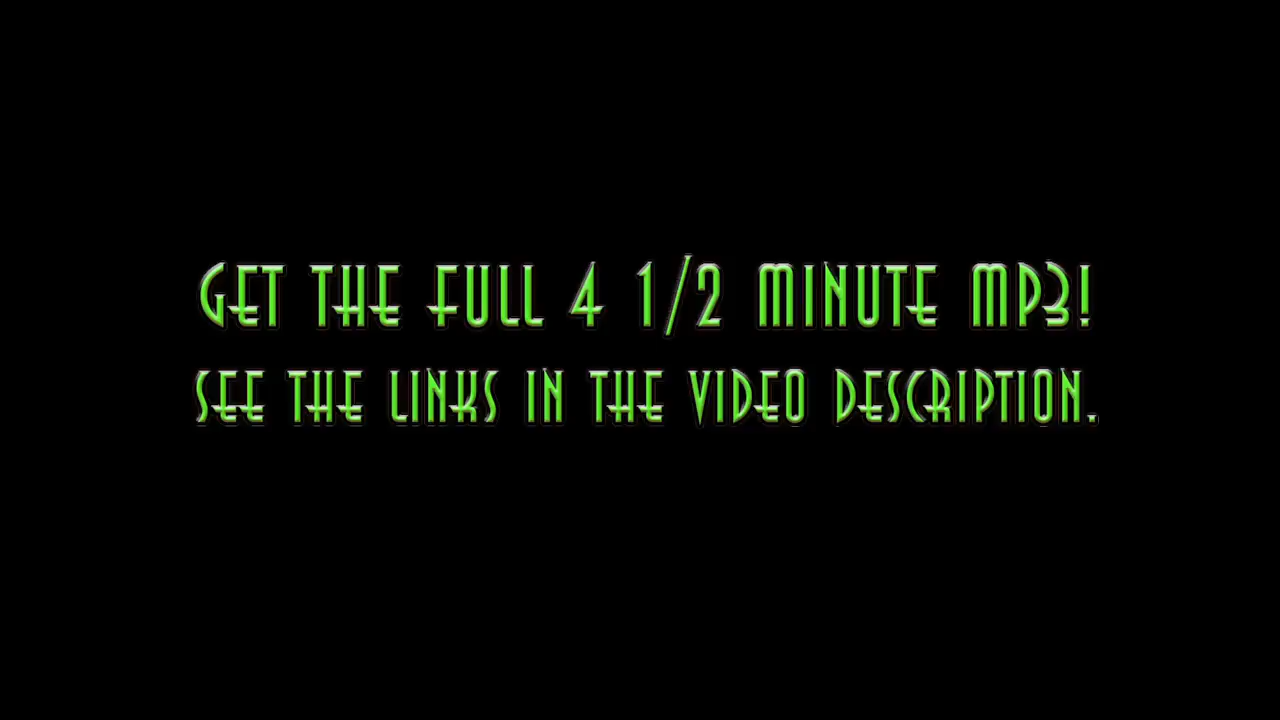 GET THE FULL 4 1/2 MINUTE MP3!
SEE THE LINKS IN THE VIDEO DESCRIPTION.